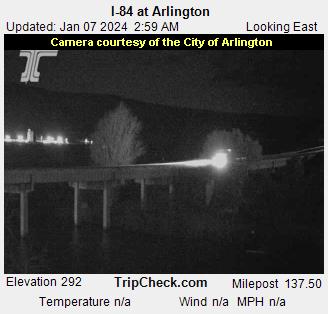 I-84 at Arlington
Updated: Jan 07 2024 2:59 AM Looking East
Camera courtesy of the City of Arlington
Elevation 292 TripCheck.com Milepost 137.50
Temperature n/a Wind n/a MPH n/a